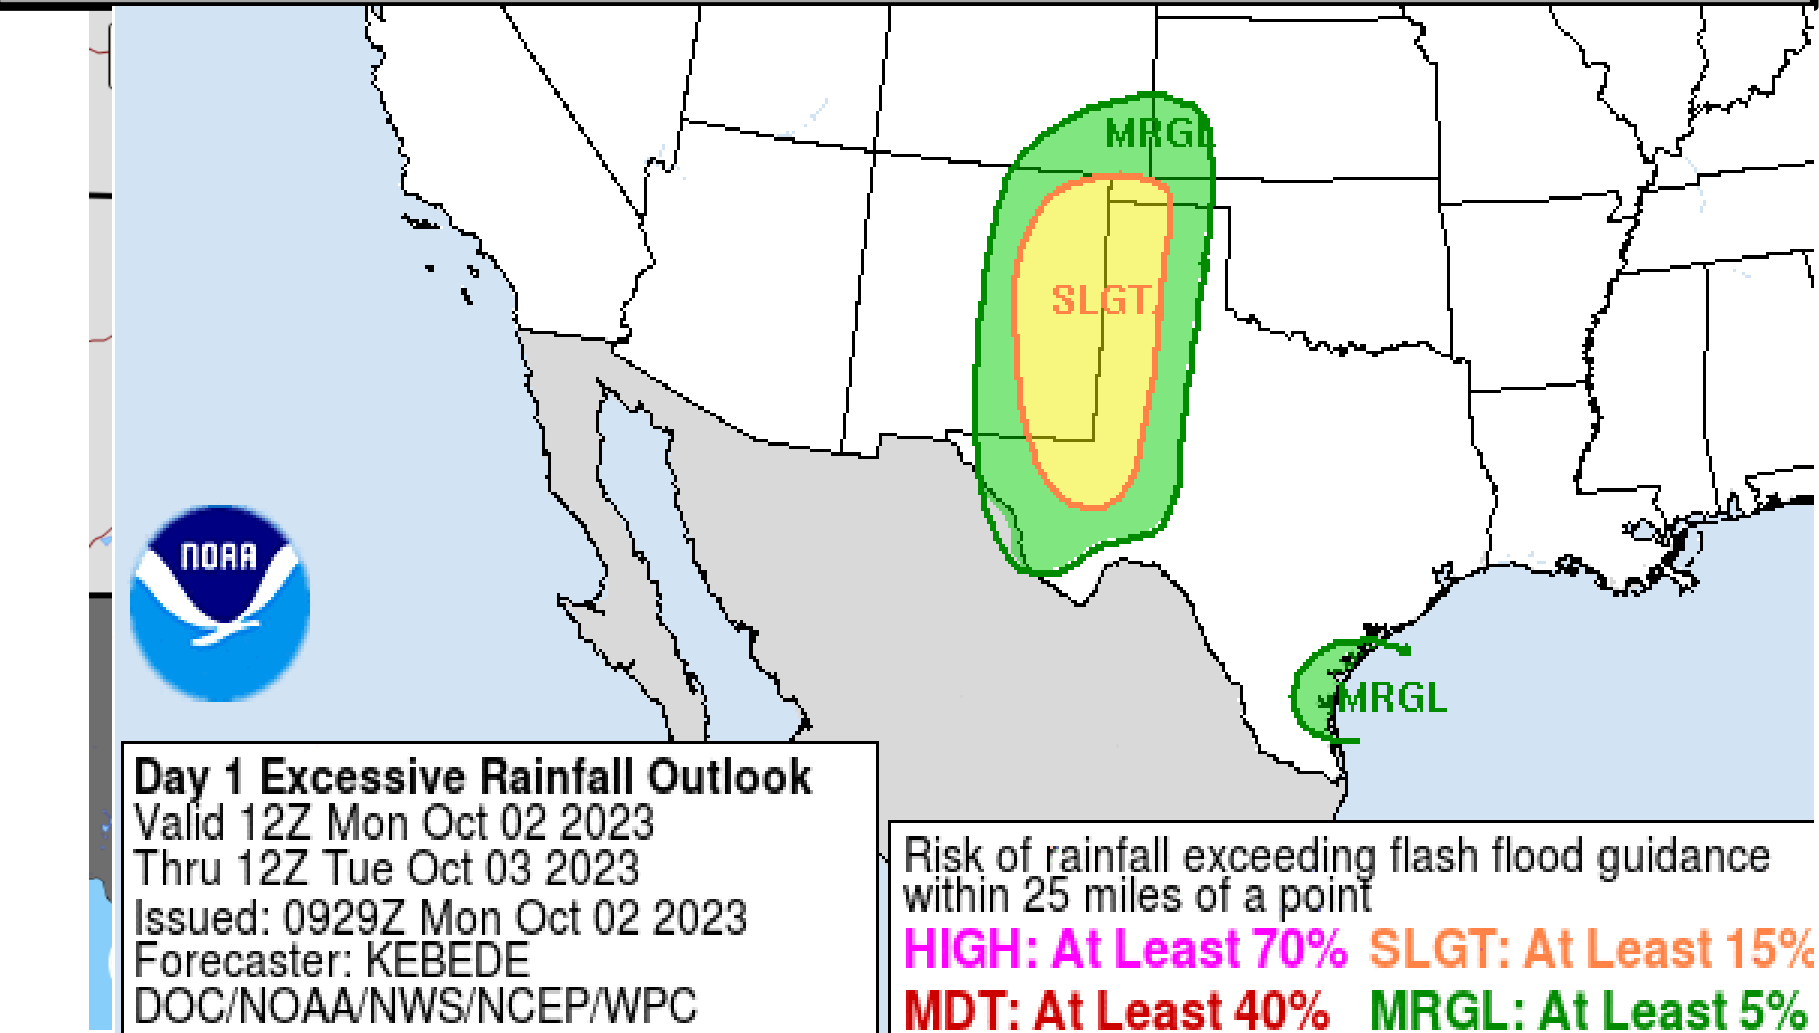 MRGL
SLGT
MRGL
NOAA
Day 1 Excessive Rainfall Outlook
Valid 12Z Mon Oct 02 2023
Thru 12Z Tue Oct 03 2023
Issued: 0929Z Mon Oct 02 2023
Forecaster: KEBEDE
DOC/NOAA/NWS/NCEP/WPC
Risk of rainfall exceeding flash flood guidance
within 25 miles of a point
HIGH: At Least 70% SLGT: At Least 15%
MDT: At Least 40% MRGL: At Least 5%